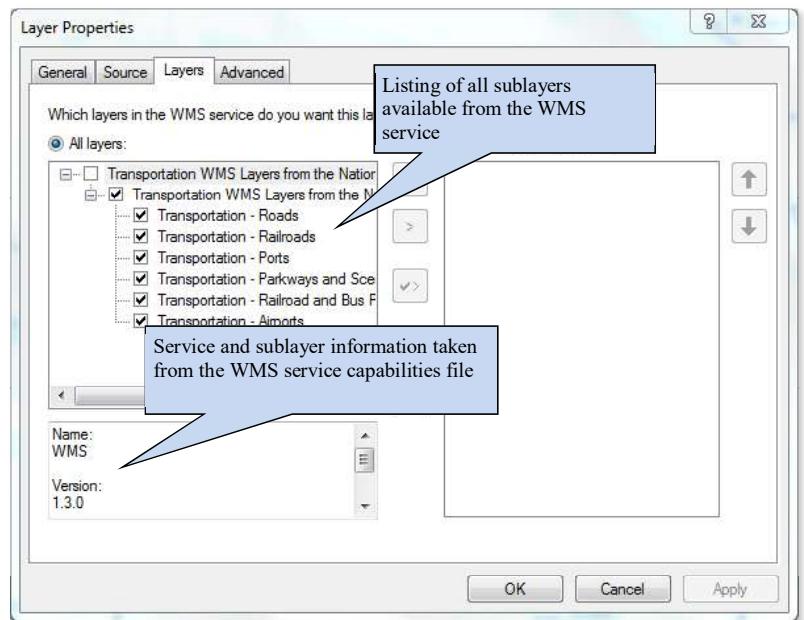 Layer Properties
General Source Layers Advanced
Listing of all sublayers
available from the WMS
service
Which layers in the WMS service do you want this la
All layers:
Transportation WMS Layers from the Nation
Transportation WMS Layers from the N
Transportation - Roads
>
Transportation - Railroads
Transportation - Ports
Transportation - Parkways and Sce
Transportation - Railroad and Bus F
Transportation - Airports
Service and sublayer information taken
from the WMS service capabilities file
Name:
WMS
Version:
1.3.0
OK Cancel Apply